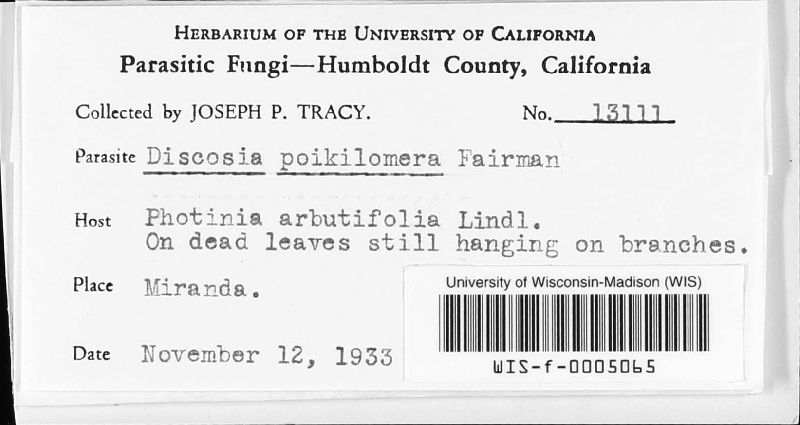 HERBARIUM OF THE UNIVERSITY OF CALIFORNIA
Parasitic Fungi—Humboldt County, California
Collected by JOSEPH P. TRACY. No. 13111
Parasite Discosia poikilomera Fairman
Host Photinia arbutifolia Lindl.
On dead leaves still hanging on branches.
Place Miranda.
Date November 12, 1933
University of Wisconsin-Madison (WIS)
WIS-f-0005065